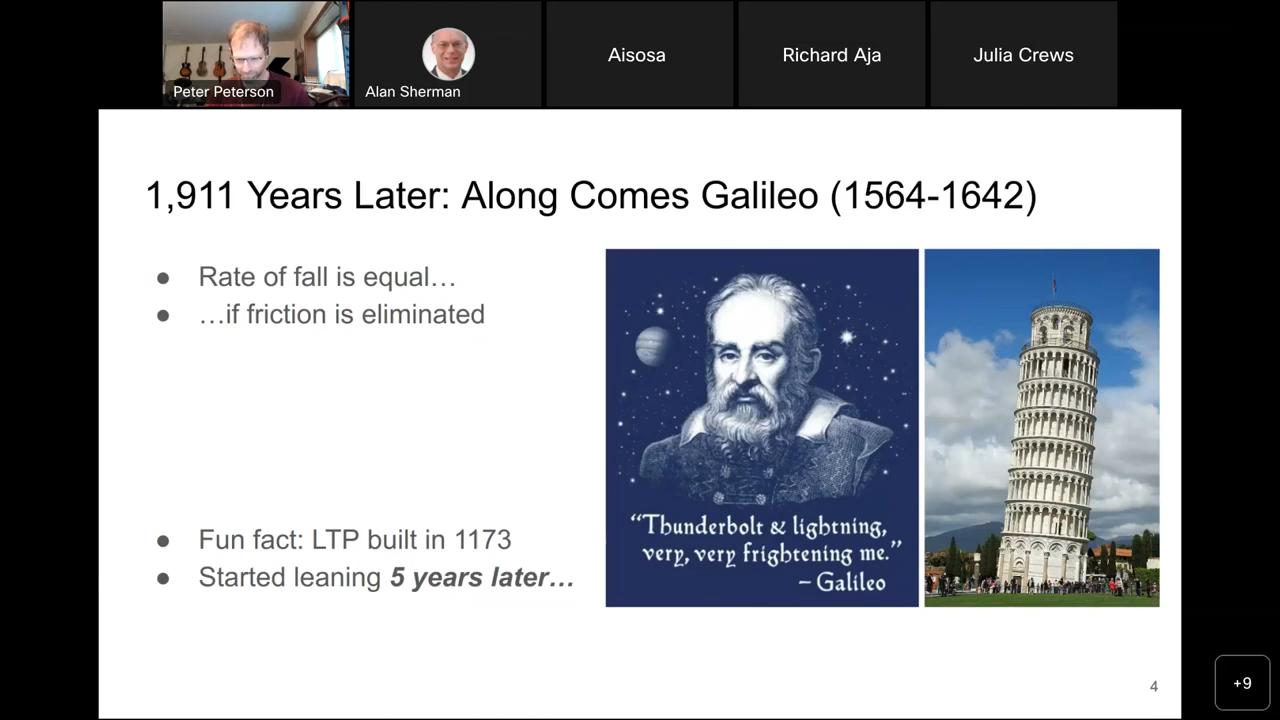 Peter Peterson
Alan Sherman
Aisosa
Richard Aja
Julia Crews
1,911 Years Later: Along Comes Galileo (1564-1642)
● Rate of fall is equal…
● …if friction is eliminated
● Fun fact: LTP built in 1173
● Started leaning 5 years later…
“Thunderbolt & lightning,
very, very frightening me.”
– Galileo
4
+9